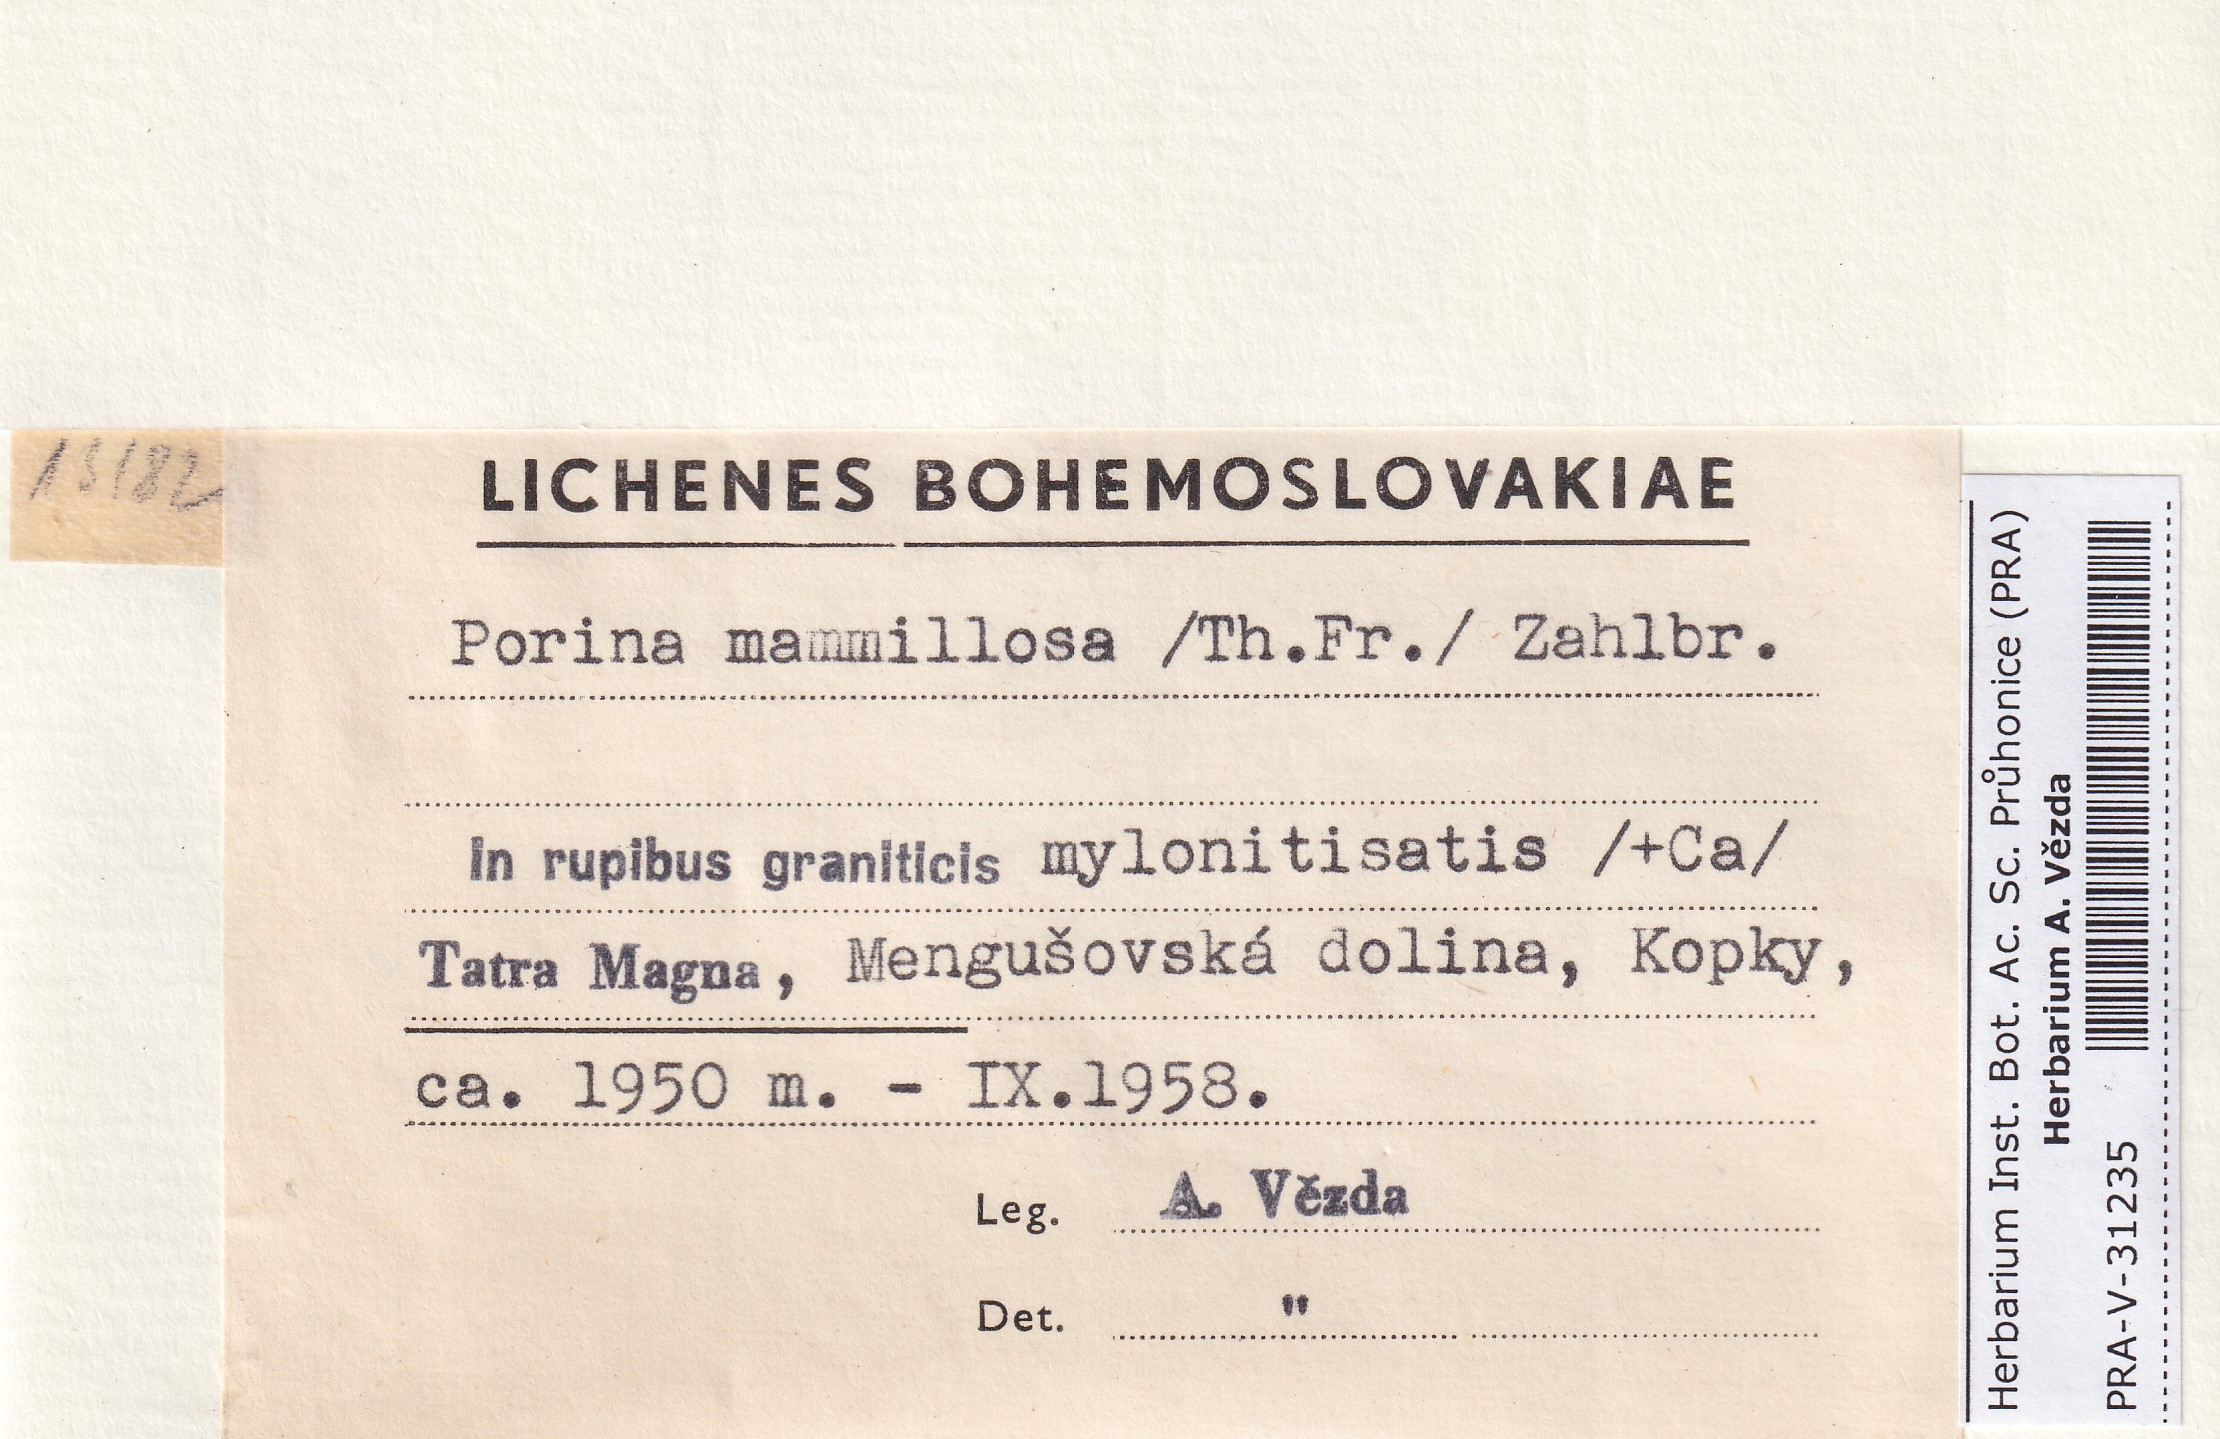 15182
LICHENES BOHEMOSLOVAKIAE
Porina mammillosa /Th.Fr./ Zahlbr.
in rupibus graniticis mylonitisatis /+Ca/
Tatra Magna, Mengušovská dolina, Kopky,
ca. 1950 m. - IX.1958.
Leg. A. Vězda
Det. "
Herbarium Inst. Bot. Ac. Sc. Průhonice (PRA)
Herbarium A. Vězda
PRA-V-31235